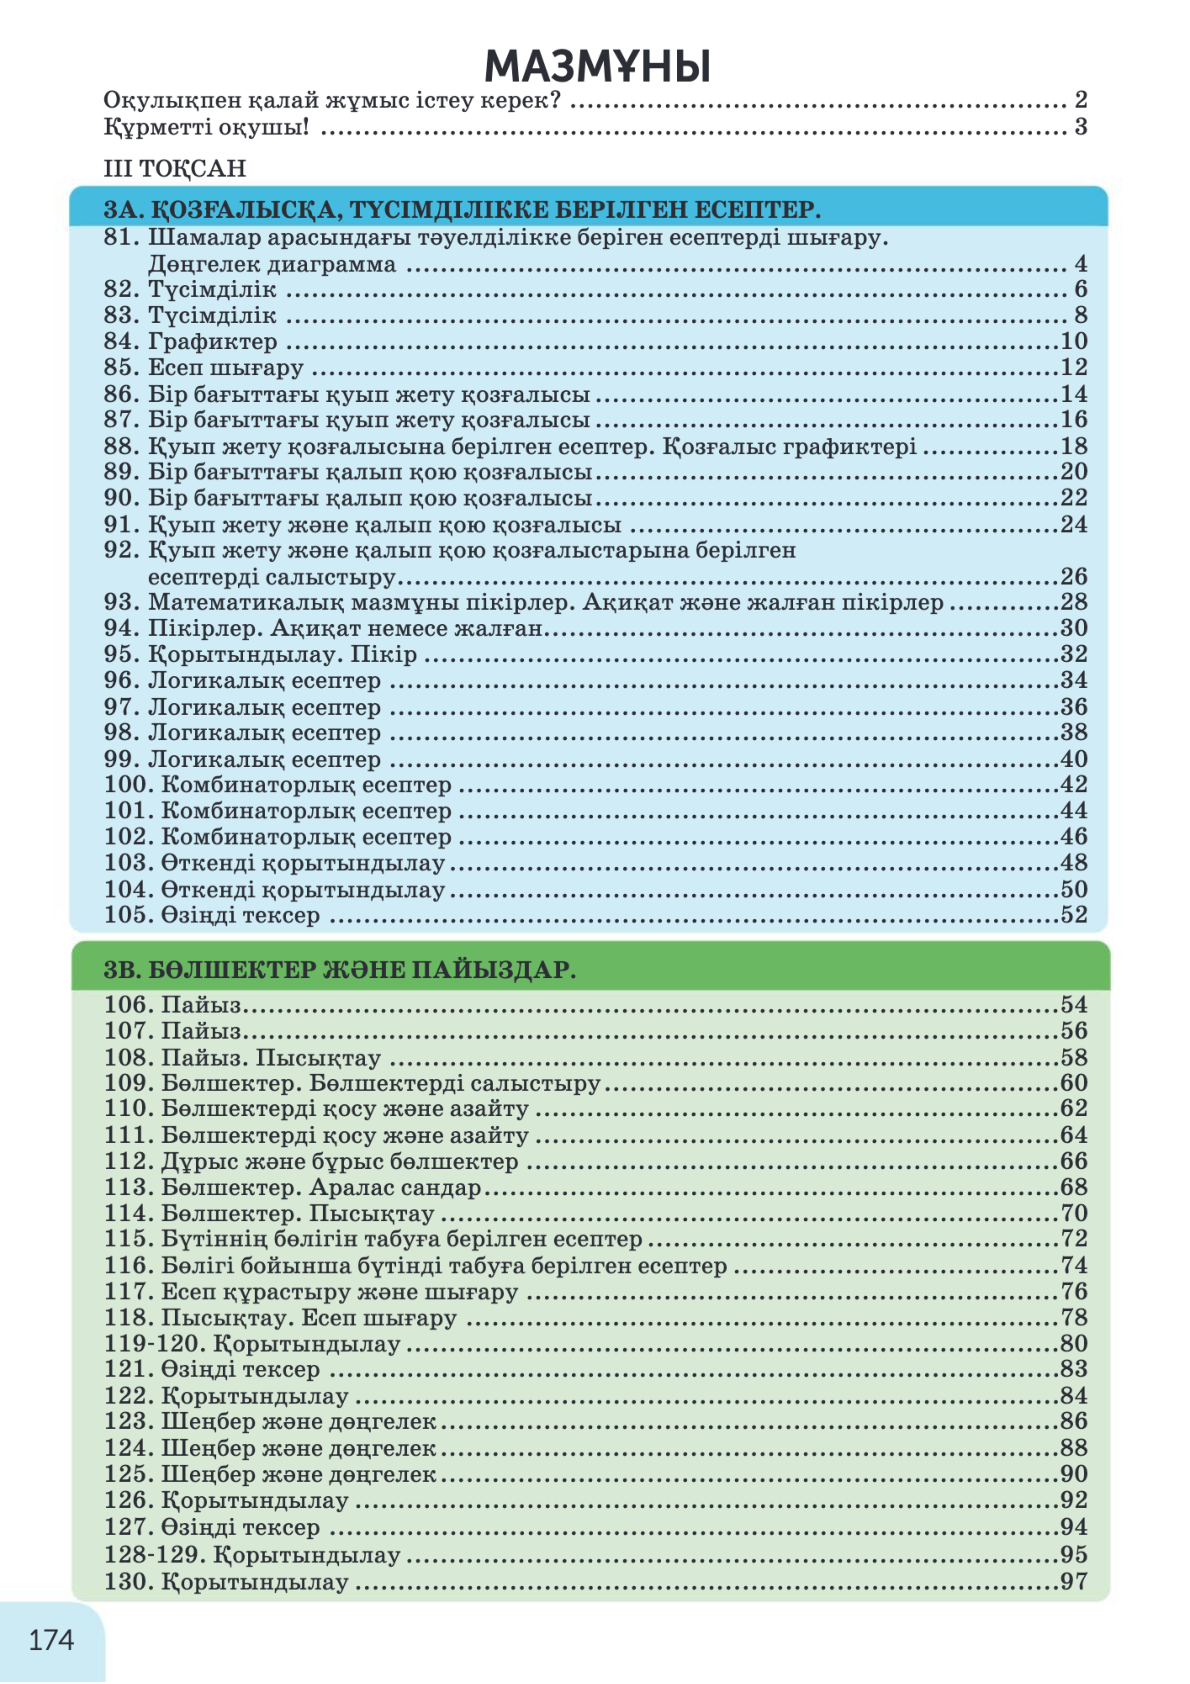 МАЗМҰНЫ
Оқулықпен қалай жұмыс істеу керек? ........................................................... 2
Құрметті оқушы! ........................................................................................ 3
III ТОҚСАН
3А. ҚОЗҒАЛЫСҚА, ТҮСІМДІЛІККЕ БЕРІЛГЕН ЕСЕПТЕР.
81. Шамалар арасындағы тәуелділікке беріген есептерді шығару.
Дөңгелек диаграмма .............................................................................. 4
82. Түсімділік ............................................................................................ 6
83. Түсімділік ............................................................................................ 8
84. Графиктер ...........................................................................................10
85. Есеп шығару ........................................................................................12
86. Бір бағыттағы қуып жету қозғалысы ......................................................14
87. Бір бағыттағы қуып жету қозғалысы ......................................................16
88. Қуып жету қозғалысына берілген есептер. Қозғалыс графиктері ................18
89. Бір бағыттағы қалып қою қозғалысы......................................................20
90. Бір бағыттағы қалып қою қозғалысы......................................................22
91. Қуып жету және қалып қою қозғалысы ..................................................24
92. Қуып жету және қалып қою қозғалыстарына берілген
есептерді салыстыру..............................................................................26
93. Математикалық мазмұны пікірлер. Ақиқат және жалған пікірлер .............28
94. Пікірлер. Ақиқат немесе жалған............................................................30
95. Қорытындылау. Пікір ..........................................................................32
96. Логикалық есептер ..............................................................................34
97. Логикалық есептер ..............................................................................36
98. Логикалық есептер ..............................................................................38
99. Логикалық есептер ..............................................................................40
100. Комбинаторлық есептер ......................................................................42
101. Комбинаторлық есептер ......................................................................44
102. Комбинаторлық есептер ......................................................................46
103. Өткенді қорытындылау .......................................................................48
104. Өткенді қорытындылау .......................................................................50
105. Өзіңді тексер .....................................................................................52
3В. БӨЛШЕКТЕР ЖӘНЕ ПАЙЫЗДАР.
106. Пайыз...............................................................................................54
107. Пайыз...............................................................................................56
108. Пайыз. Пысықтау ..............................................................................58
109. Бөлшектер. Бөлшектерді салыстыру.....................................................60
110. Бөлшектерді қосу және азайту .............................................................62
111. Бөлшектерді қосу және азайту .............................................................64
112. Дұрыс және бұрыс бөлшектер ..............................................................66
113. Бөлшектер. Аралас сандар...................................................................68
114. Бөлшектер. Пысықтау ........................................................................70
115. Бүтіннің бөлігін табуға берілген есептер ................................................72
116. Бөлігі бойынша бүтінді табуға берілген есептер ......................................74
117. Есеп құрастыру және шығару ..............................................................76
118. Пысықтау. Есеп шығару .....................................................................78
119-120. Қорытындылау ............................................................................80
121. Өзіңді тексер .....................................................................................83
122. Қорытындылау ..................................................................................84
123. Шеңбер және дөңгелек........................................................................86
124. Шеңбер және дөңгелек........................................................................88
125. Шеңбер және дөңгелек........................................................................90
126. Қорытындылау ..................................................................................92
127. Өзіңді тексер .....................................................................................94
128-129. Қорытындылау ............................................................................95
130. Қорытындылау ..................................................................................97
174